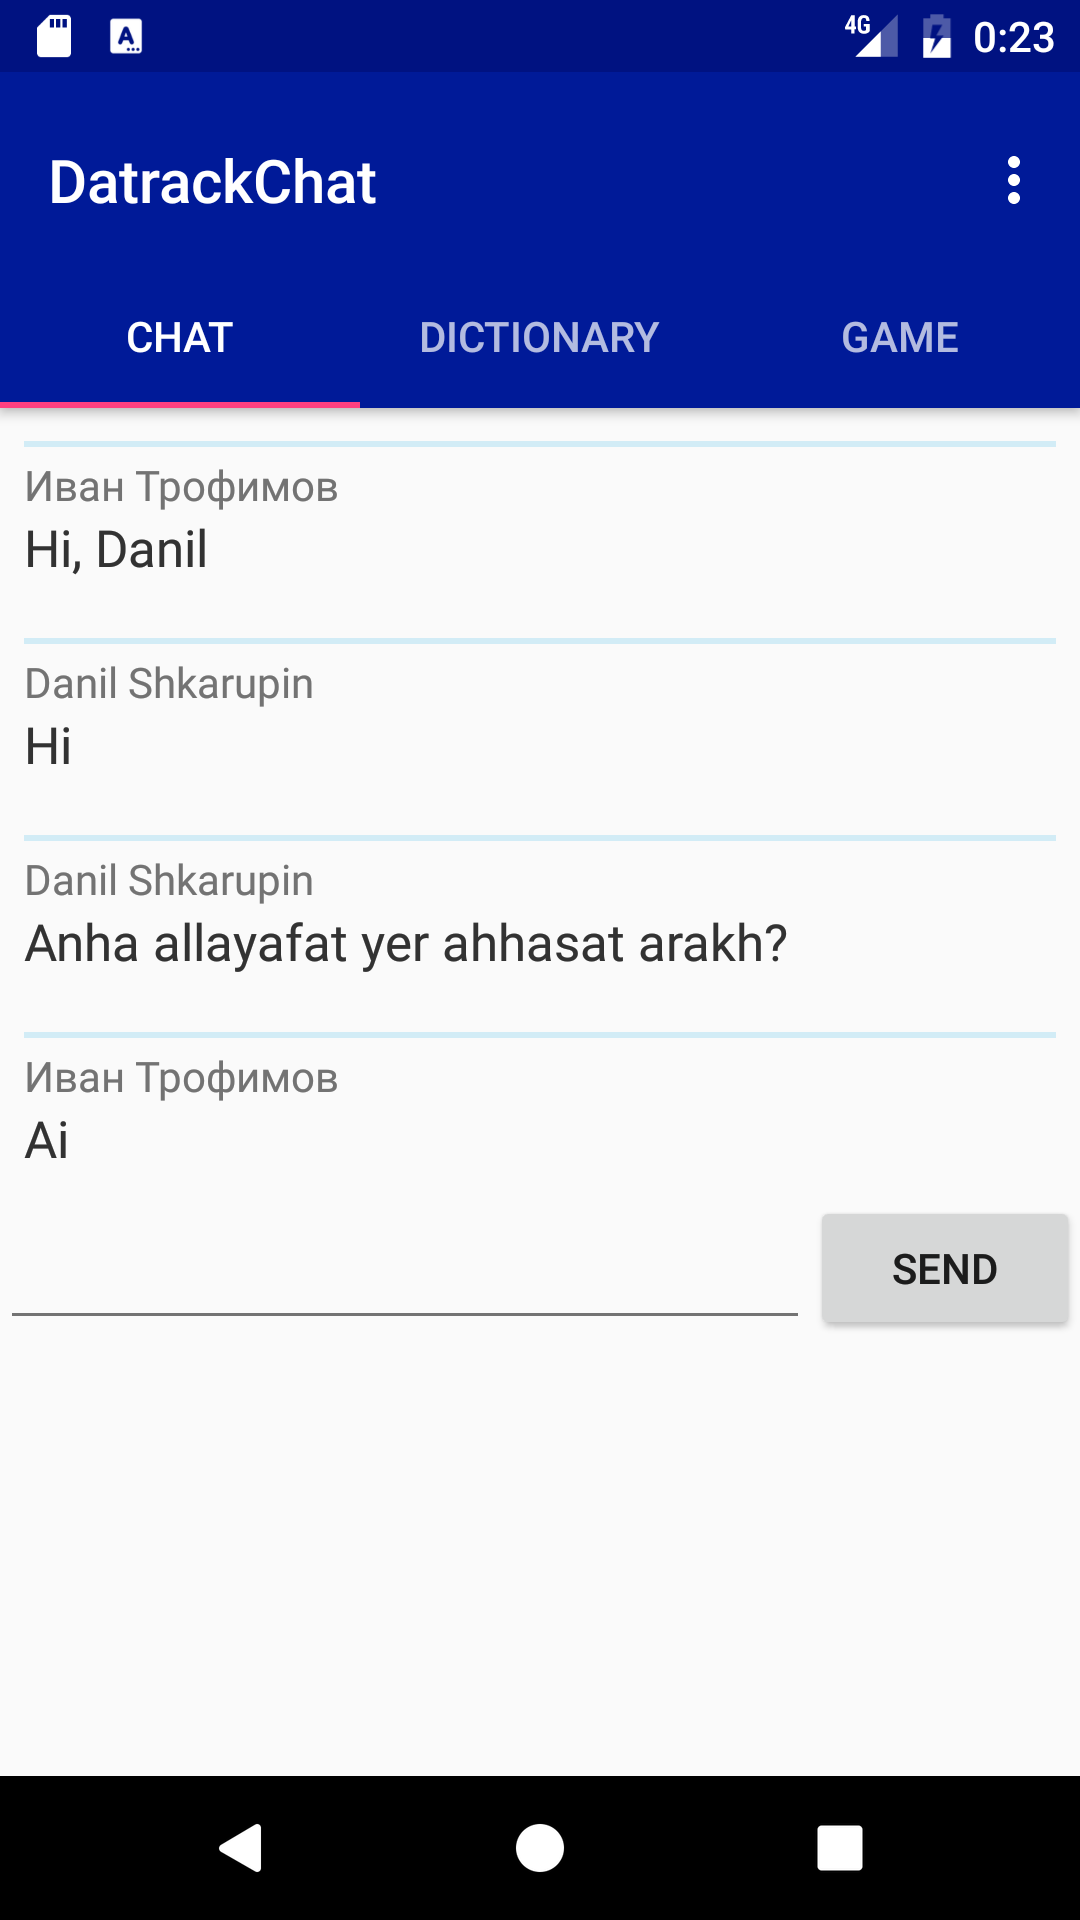 4G 0:23
DatrackChat
CHAT DICTIONARY GAME
Иван Трофимов
Hi, Danil
Danil Shkarupin
Hi
Danil Shkarupin
Anha allayafat yer ahhasat arakh?
Иван Трофимов
Ai
SEND